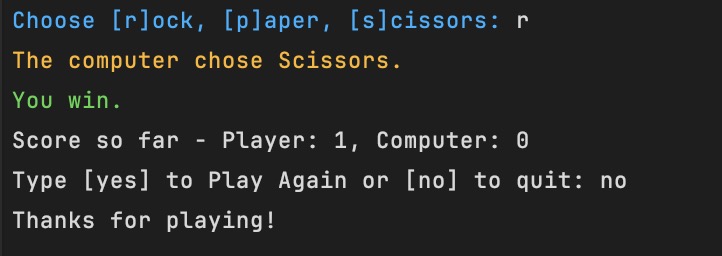 Choose [r]ock, [p]aper, [s]cissors: r
The computer chose Scissors.
You win.
Score so far - Player: 1, Computer: 0
Type [yes] to Play Again or [no] to quit: no
Thanks for playing!